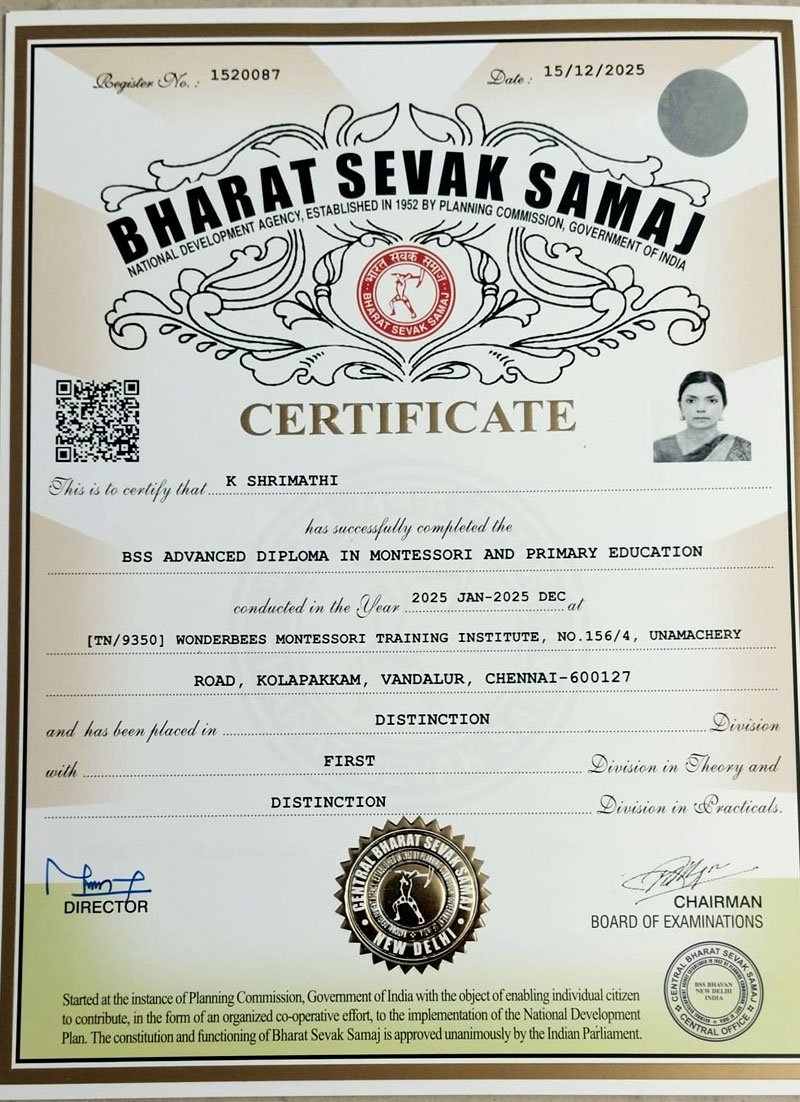 Register No. : 1520087
Date : 15/12/2025
BHARAT SEVAK SAMAJ
NATIONAL DEVELOPMENT AGENCY, ESTABLISHED IN 1952 BY PLANNING COMMISSION, GOVERNMENT OF INDIA
भारत सेवक समाज
BHARAT SEVAK SAMAJ
CERTIFICATE
This is to certify that K SHRIMATHI
has successfully completed the
BSS ADVANCED DIPLOMA IN MONTESSORI AND PRIMARY EDUCATION
conducted in the Year 2025 JAN-2025 DEC at
[TN/9350] WONDERBEES MONTESSORI TRAINING INSTITUTE, NO.156/4, UNAMACHERY
ROAD, KOLAPAKKAM, VANDALUR, CHENNAI-600127
and has been placed in DISTINCTION Division
with FIRST Division in Theory and
DISTINCTION Division in Practicals.
CENTRAL BHARAT SEVAK SAMAJ
NEW DELHI
DIRECTOR
CHAIRMAN
BOARD OF EXAMINATIONS
CENTRAL BHARAT SEVAK SAMAJ
BSS BHAVAN
NEW DELHI
INDIA
CENTRAL OFFICE
Started at the instance of Planning Commission, Government of India with the object of enabling individual citizen
to contribute, in the form of an organized co-operative effort, to the implementation of the National Development
Plan. The constitution and functioning of Bharat Sevak Samaj is approved unanimously by the Indian Parliament.